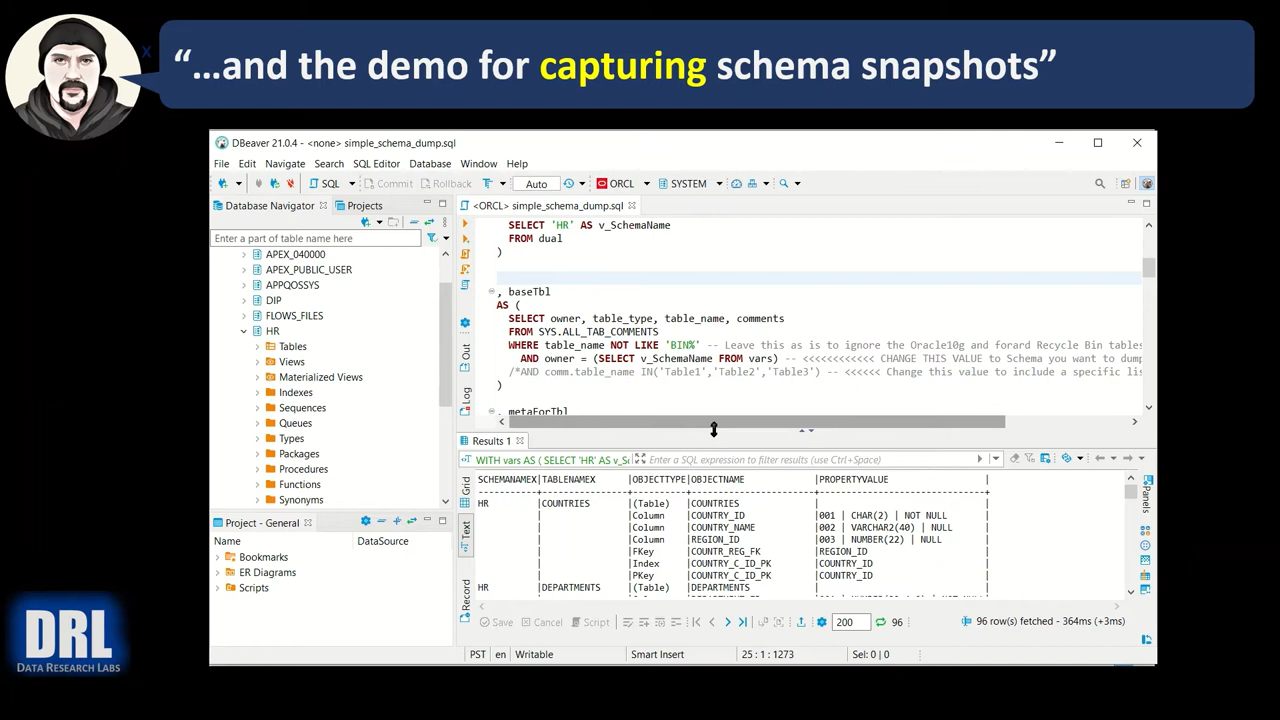 “…and the demo for capturing schema snapshots”
x
DBeaver 21.0.4 - <none> simple_schema_dump.sql
File Edit Navigate Search SQL Editor Database Window Help
SQL Commit Rollback T Auto ORCL SYSTEM
Database Navigator Projects
<ORCL> simple_schema_dump.sql
Enter a part of table name here
APEX_040000
APEX_PUBLIC_USER
APPQOSSYS
DIP
FLOWS_FILES
HR
Tables
Views
Materialized Views
Indexes
Sequences
Queues
Types
Packages
Procedures
Functions
Synonyms
SELECT 'HR' AS v_SchemaName
FROM dual
)
, baseTbl
AS (
SELECT owner, table_type, table_name, comments
FROM SYS.ALL_TAB_COMMENTS
WHERE table_name NOT LIKE 'BIN%' -- Leave this as is to ignore the Oracle10g and forard Recycle Bin tables
AND owner = (SELECT v_SchemaName FROM vars) -- <<<<<<<<<<<< CHANGE THIS VALUE to Schema you want to dump
/*AND comm.table_name IN('Table1','Table2','Table3') -- <<<<<< Change this value to include a specific lis
)
, metaForTbl
Project - General
Name DataSource
Bookmarks
ER Diagrams
Scripts
Out
Log
Results 1
WITH vars AS ( SELECT 'HR' AS v_Sc Enter a SQL expression to filter results (use Ctrl+Space)
Grid
Text
Record
Panels
SCHEMANAMEX|TABLENAMEX |OBJECTTYPE|OBJECTNAME |PROPERTYVALUE |
-----------+-----------+----------+---------------+---------------------+
HR |COUNTRIES |(Table) |COUNTRIES | |
| |Column |COUNTRY_ID |001 | CHAR(2) | NOT NULL |
| |Column |COUNTRY_NAME |002 | VARCHAR2(40) | NULL |
| |Column |REGION_ID |003 | NUMBER(22) | NULL |
| |FKey |COUNTR_REG_FK |REGION_ID |
| |Index |COUNTRY_C_ID_PK |COUNTRY_ID |
| |PKey |COUNTRY_C_ID_PK |COUNTRY_ID |
HR |DEPARTMENTS |(Table) |DEPARTMENTS | |
Save Cancel Script 200 96 96 row(s) fetched - 364ms (+3ms)
PST en Writable Smart Insert 25 : 1 : 1273 Sel: 0 | 0
DRL
DATA RESEARCH LABS